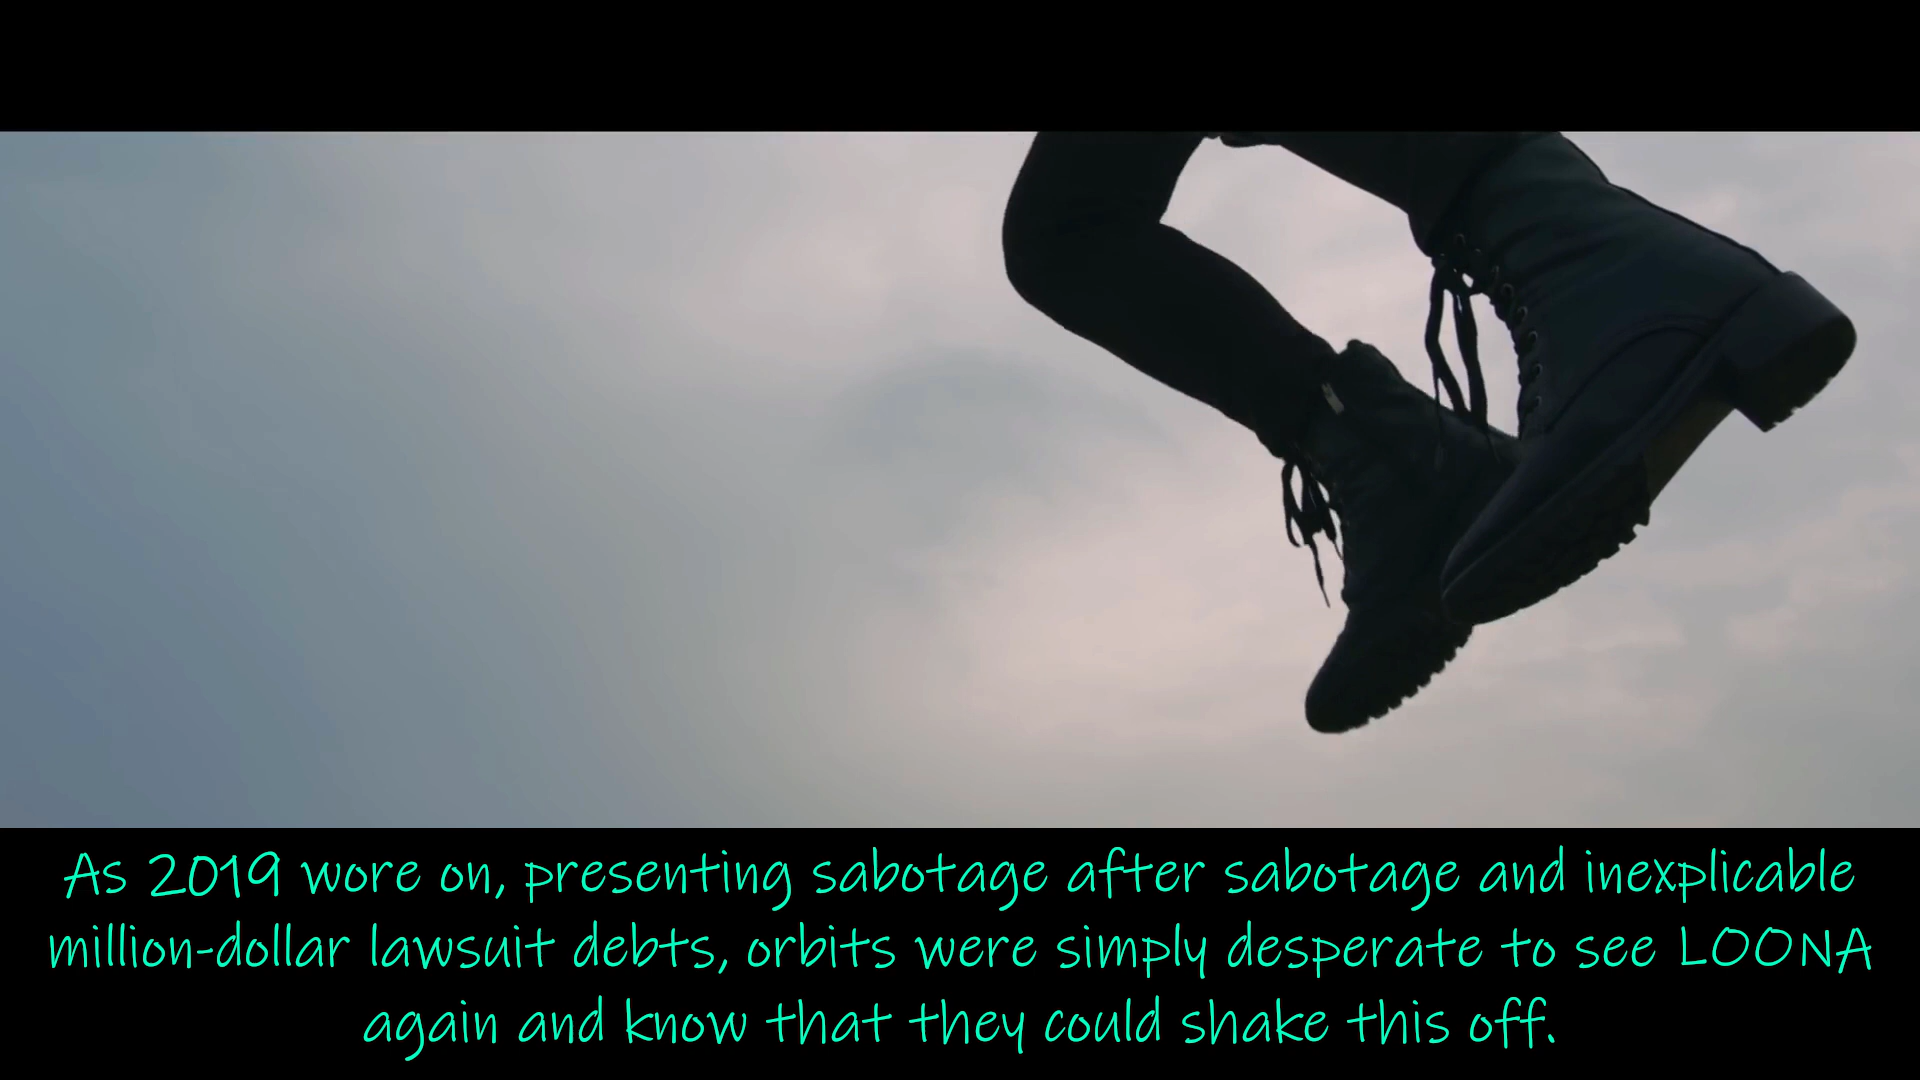 As 2019 wore on, presenting sabotage after sabotage and inexplicable
million-dollar lawsuit debts, orbits were simply desperate to see LOONA
again and know that they could shake this off.